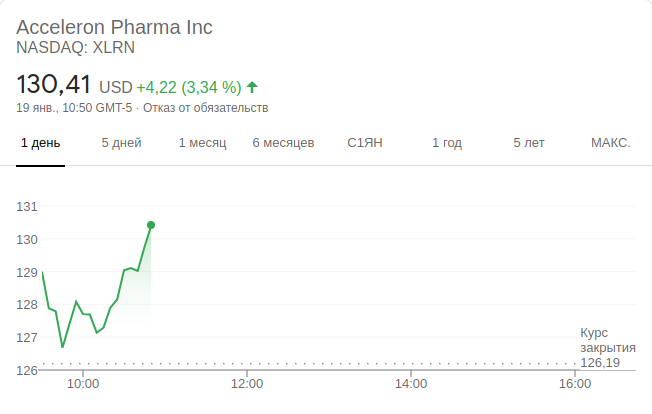 Acceleron Pharma Inc
NASDAQ: XLRN
130,41 USD +4,22 (3,34 %)
19 янв., 10:50 GMT-5 · Отказ от обязательств
1 день 5 дней 1 месяц 6 месяцев С1ЯН 1 год 5 лет МАКС.
131
130
129
128
127
126
Курс
закрытия
126,19
10:00 12:00 14:00 16:00